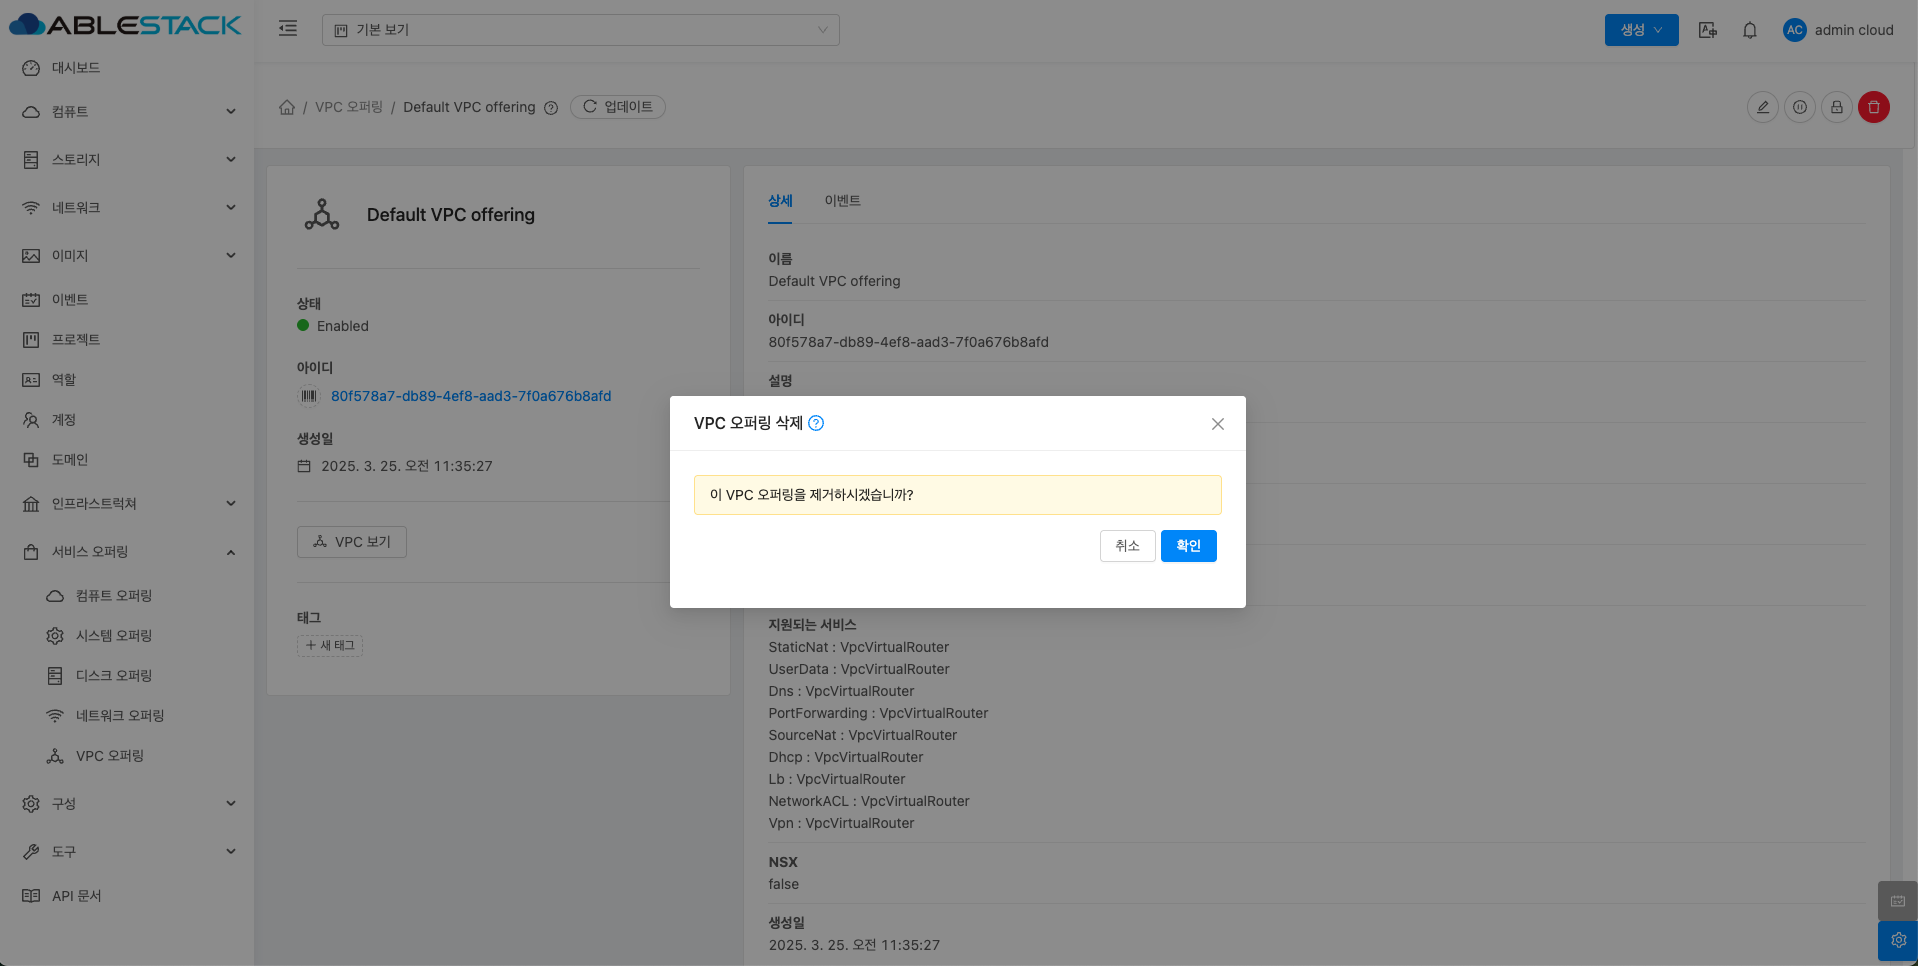 ABLESTACK
기본 보기
생성
AC
admin cloud
대시보드
컴퓨트
스토리지
네트워크
이미지
이벤트
프로젝트
역할
계정
도메인
인프라스트럭쳐
서비스 오퍼링
컴퓨트 오퍼링
시스템 오퍼링
디스크 오퍼링
네트워크 오퍼링
VPC 오퍼링
구성
도구
API 문서
/ VPC 오퍼링 / Default VPC offering
업데이트
Default VPC offering
상태
Enabled
아이디
80f578a7-db89-4ef8-aad3-7f0a676b8afd
생성일
2025. 3. 25. 오전 11:35:27
VPC 보기
태그
+ 새 태그
상세
이벤트
이름
Default VPC offering
아이디
80f578a7-db89-4ef8-aad3-7f0a676b8afd
설명
VPC 오퍼링 삭제
이 VPC 오퍼링을 제거하시겠습니까?
취소
확인
지원되는 서비스
StaticNat : VpcVirtualRouter
UserData : VpcVirtualRouter
Dns : VpcVirtualRouter
PortForwarding : VpcVirtualRouter
SourceNat : VpcVirtualRouter
Dhcp : VpcVirtualRouter
Lb : VpcVirtualRouter
NetworkACL : VpcVirtualRouter
Vpn : VpcVirtualRouter
NSX
false
생성일
2025. 3. 25. 오전 11:35:27